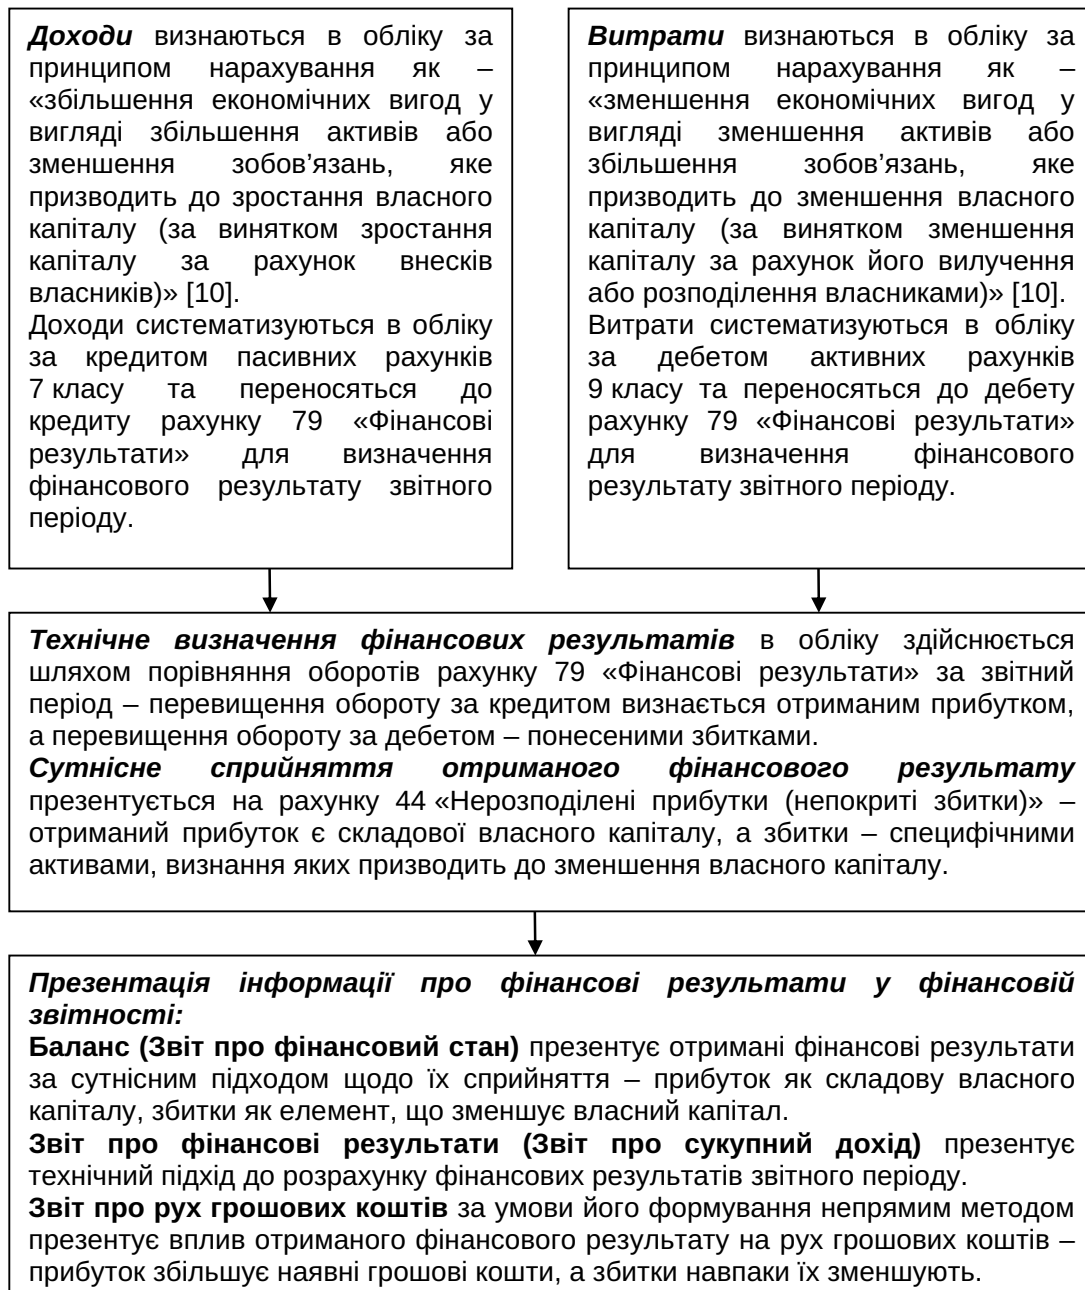 Доходи визнаються в обліку за
принципом нарахування як –
«збільшення економічних вигод у
вигляді збільшення активів або
зменшення зобов’язань, яке
призводить до зростання власного
капіталу (за винятком зростання
капіталу за рахунок внесків
власників)» [10].
Доходи систематизуються в обліку
за кредитом пасивних рахунків
7 класу та переносяться до
кредиту рахунку 79 «Фінансові
результати» для визначення
фінансового результату звітного
періоду.
Витрати визнаються в обліку за
принципом нарахування як –
«зменшення економічних вигод у
вигляді зменшення активів або
збільшення зобов’язань, яке
призводить до зменшення власного
капіталу (за винятком зменшення
капіталу за рахунок його вилучення
або розподілення власниками)» [10].
Витрати систематизуються в обліку
за дебетом активних рахунків
9 класу та переносяться до дебету
рахунку 79 «Фінансові результати»
для визначення фінансового
результату звітного періоду.
Технічне визначення фінансових результатів в обліку здійснюється
шляхом порівняння оборотів рахунку 79 «Фінансові результати» за звітний
період – перевищення обороту за кредитом визнається отриманим прибутком,
а перевищення обороту за дебетом – понесеними збитками.
Сутнісне сприйняття отриманого фінансового результату
презентується на рахунку 44 «Нерозподілені прибутки (непокриті збитки)» –
отриманий прибуток є складової власного капіталу, а збитки – специфічними
активами, визнання яких призводить до зменшення власного капіталу.
Презентація інформації про фінансові результати у фінансовій
звітності:
Баланс (Звіт про фінансовий стан) презентує отримані фінансові результати
за сутнісним підходом щодо їх сприйняття – прибуток як складову власного
капіталу, збитки як елемент, що зменшує власний капітал.
Звіт про фінансові результати (Звіт про сукупний дохід) презентує
технічний підхід до розрахунку фінансових результатів звітного періоду.
Звіт про рух грошових коштів за умови його формування непрямим методом
презентує вплив отриманого фінансового результату на рух грошових коштів –
прибуток збільшує наявні грошові кошти, а збитки навпаки їх зменшують.